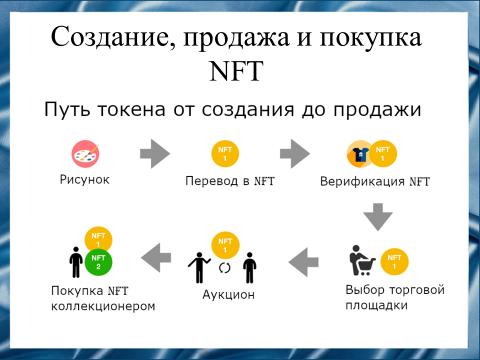 Создание, продажа и покупка
NFT
Путь токена от создания до продажи
NFT
1
NFT
1
Рисунок
Перевод в NFT
Верификация NFT
NFT
1
NFT
2
NFT
1
NFT
1
Покупка NFT
коллекционером
Аукцион
Выбор торговой
площадки